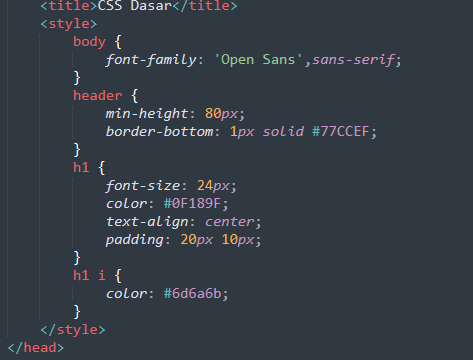 <title>CSS Dasar</title>
<style>
body {
font-family: 'Open Sans',sans-serif;
}
header {
min-height: 80px;
border-bottom: 1px solid #77CCEF;
}
h1 {
font-size: 24px;
color: #0F189F;
text-align: center;
padding: 20px 10px;
}
h1 i {
color: #6d6a6b;
}
</style>
</head>